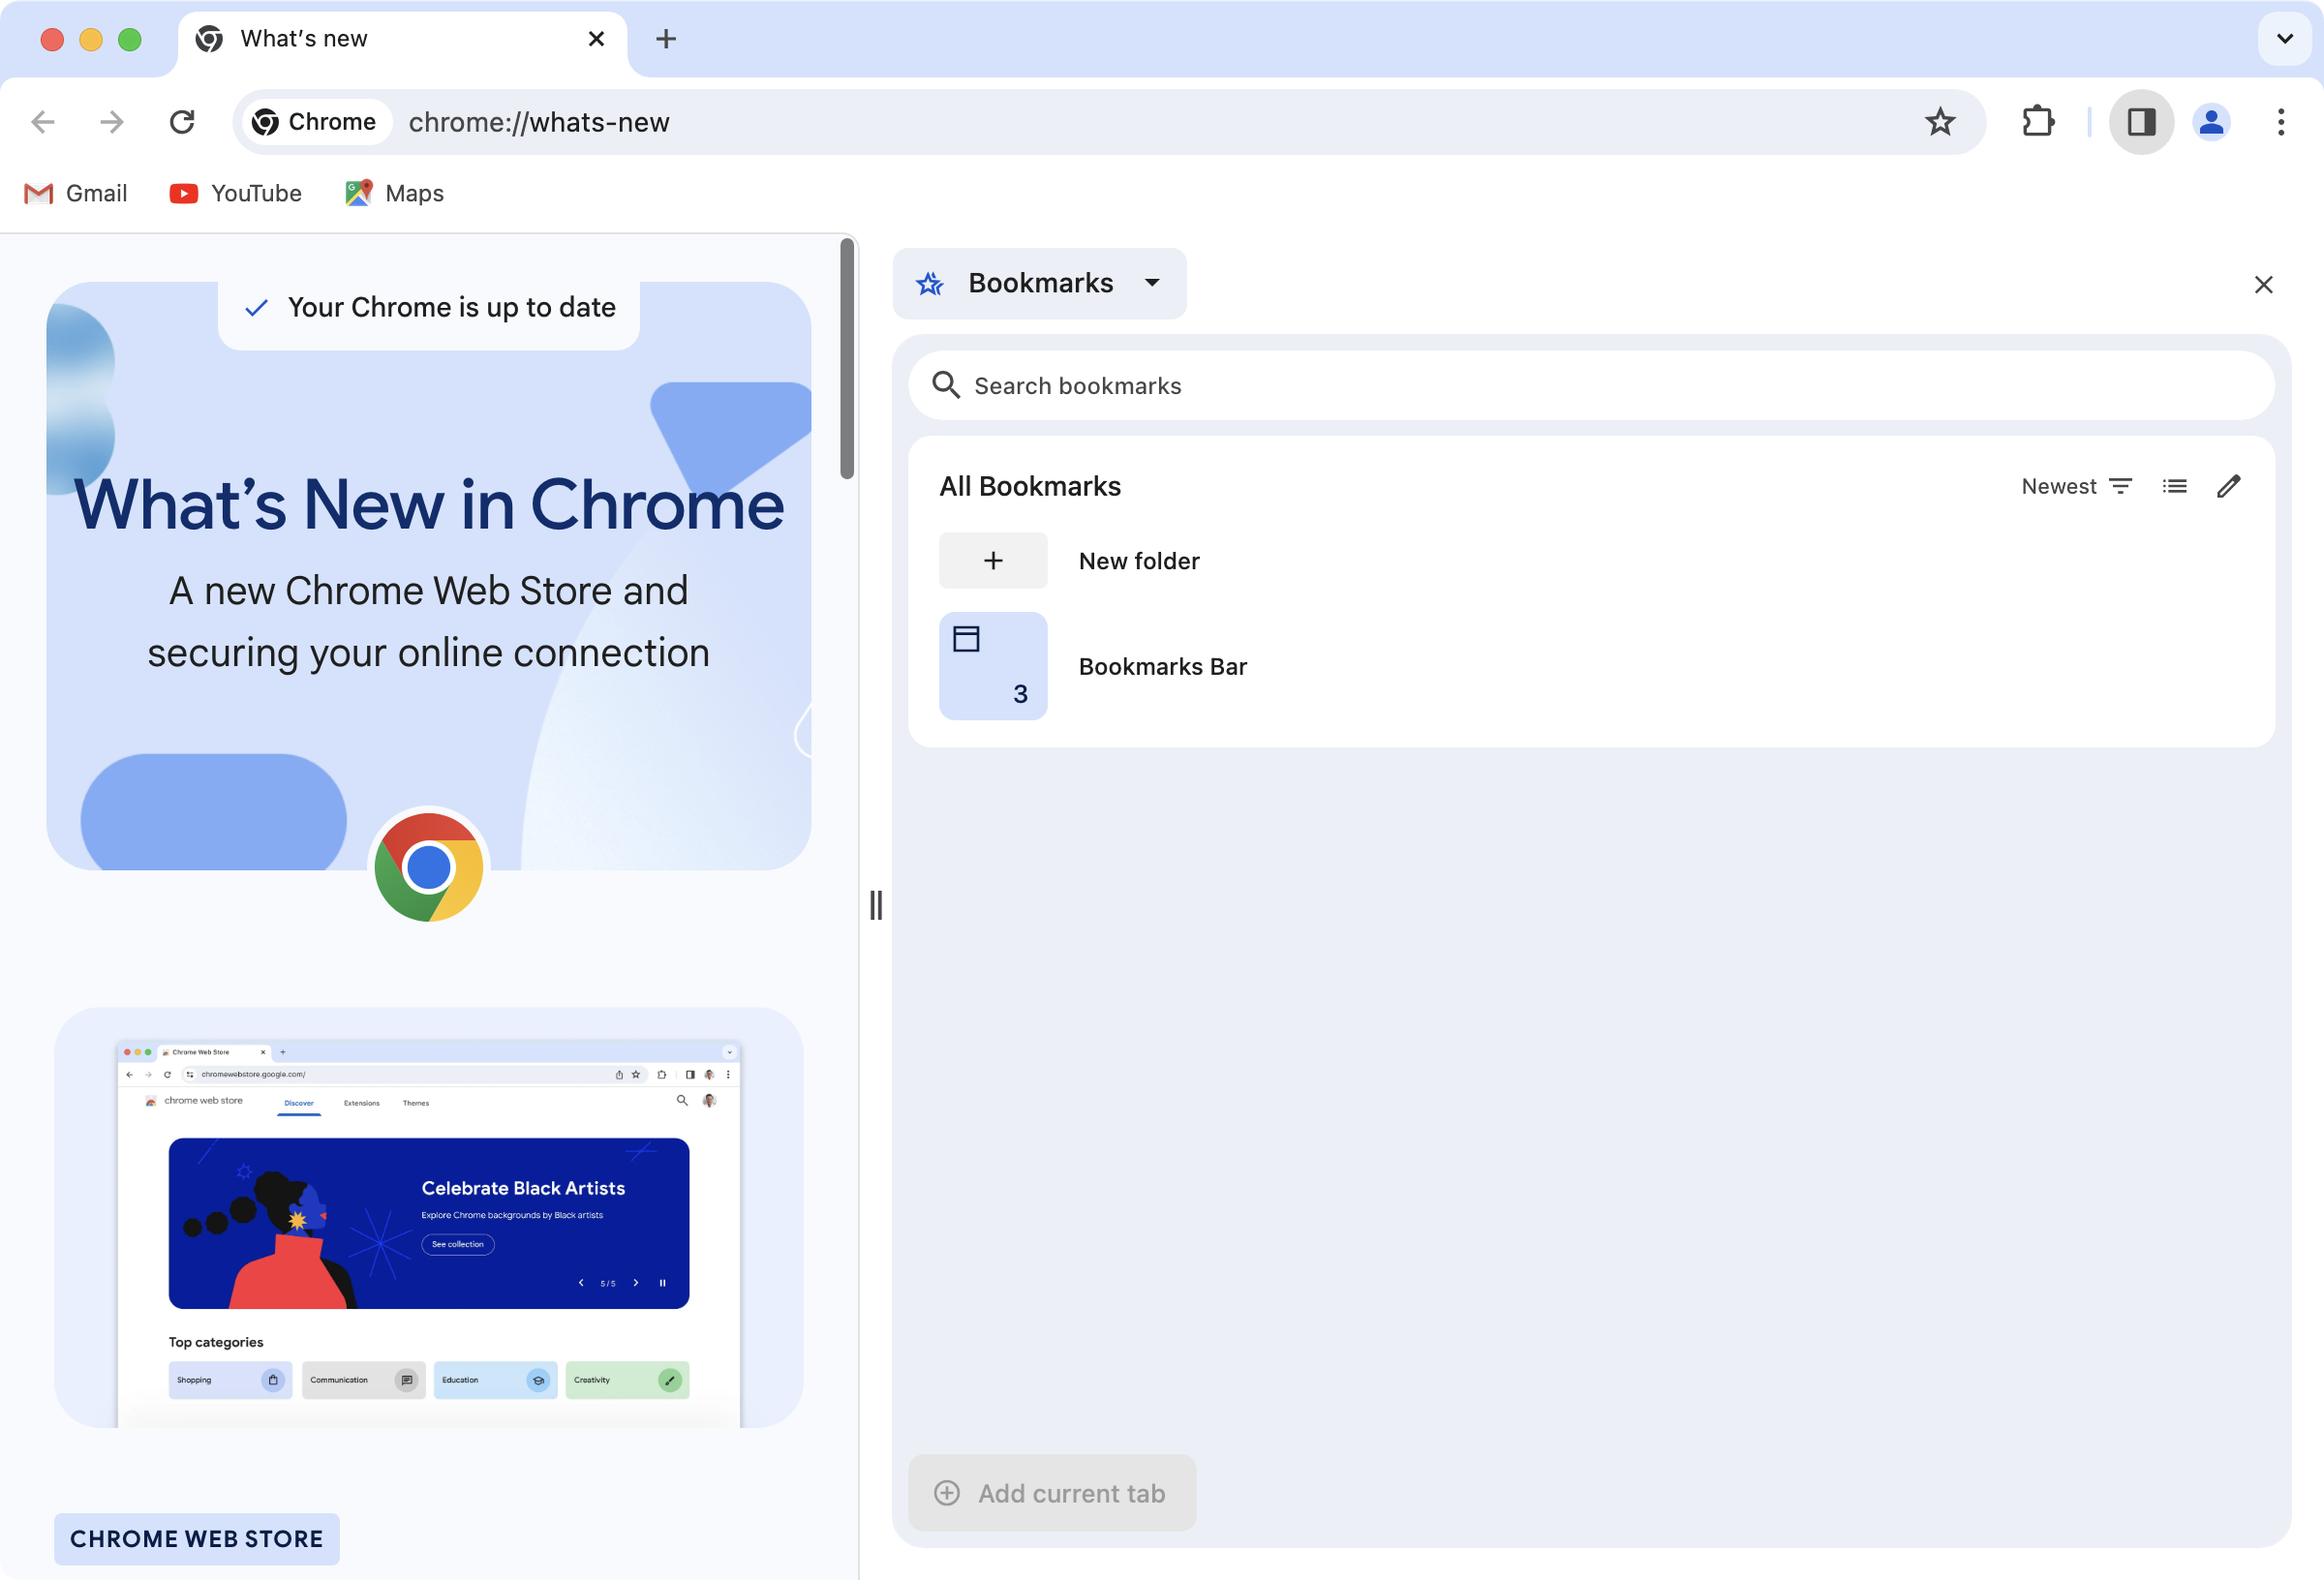 What's new
Chrome
chrome://whats-new
Gmail
YouTube
Maps
Your Chrome is up to date
What's New in Chrome
A new Chrome Web Store and
securing your online connection
Chrome Web Store
chromewebstore.google.com/
chrome web store
Discover
Extensions
Themes
Celebrate Black Artists
Explore Chrome backgrounds by Black artists
See collection
5/5
Top categories
Shopping
Communication
Education
Creativity
CHROME WEB STORE
Bookmarks
Search bookmarks
All Bookmarks
Newest
New folder
3
Bookmarks Bar
Add current tab